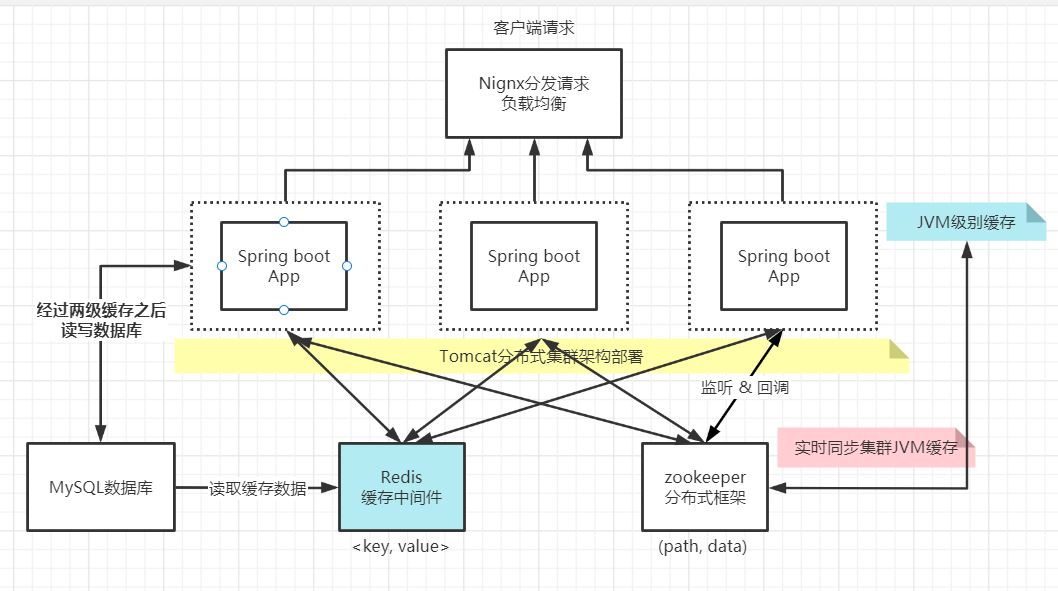 客户端请求
Nignx分发请求
负载均衡
Spring boot
App
Spring boot
App
Spring boot
App
JVM级别缓存
经过两级缓存之后
读写数据库
Tomcat分布式集群架构部署
监听 & 回调
实时同步集群JVM缓存
MySQL数据库
读取缓存数据
Redis
缓存中间件
zookeeper
分布式框架
<key, value>
(path, data)